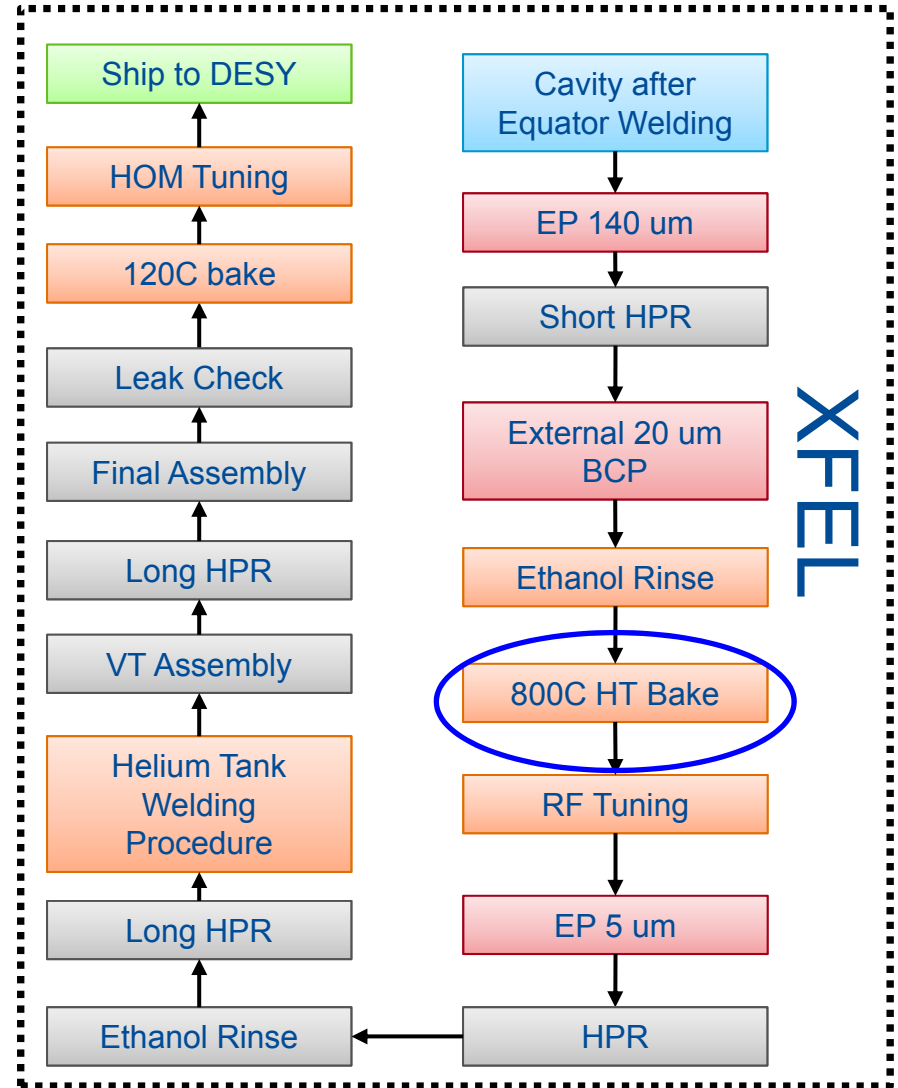 Cavity after
Equator Welding
EP 140 um
Short HPR
External 20 um
BCP
Ethanol Rinse
800C HT Bake
RF Tuning
EP 5 um
HPR
Ethanol Rinse
Long HPR
Helium Tank
Welding
Procedure
VT Assembly
Long HPR
Final Assembly
Leak Check
120C bake
HOM Tuning
Ship to DESY
XFEL